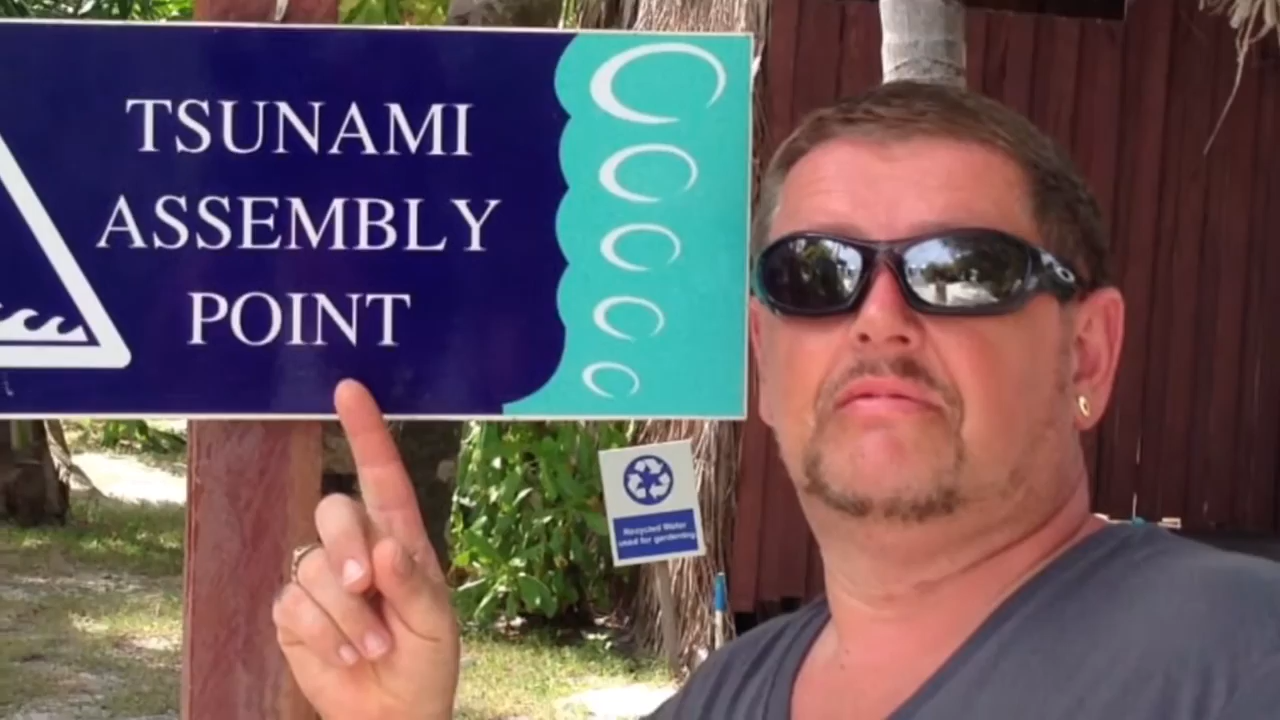 TSUNAMI
ASSEMBLY
POINT
Recycled Water
used for gardening